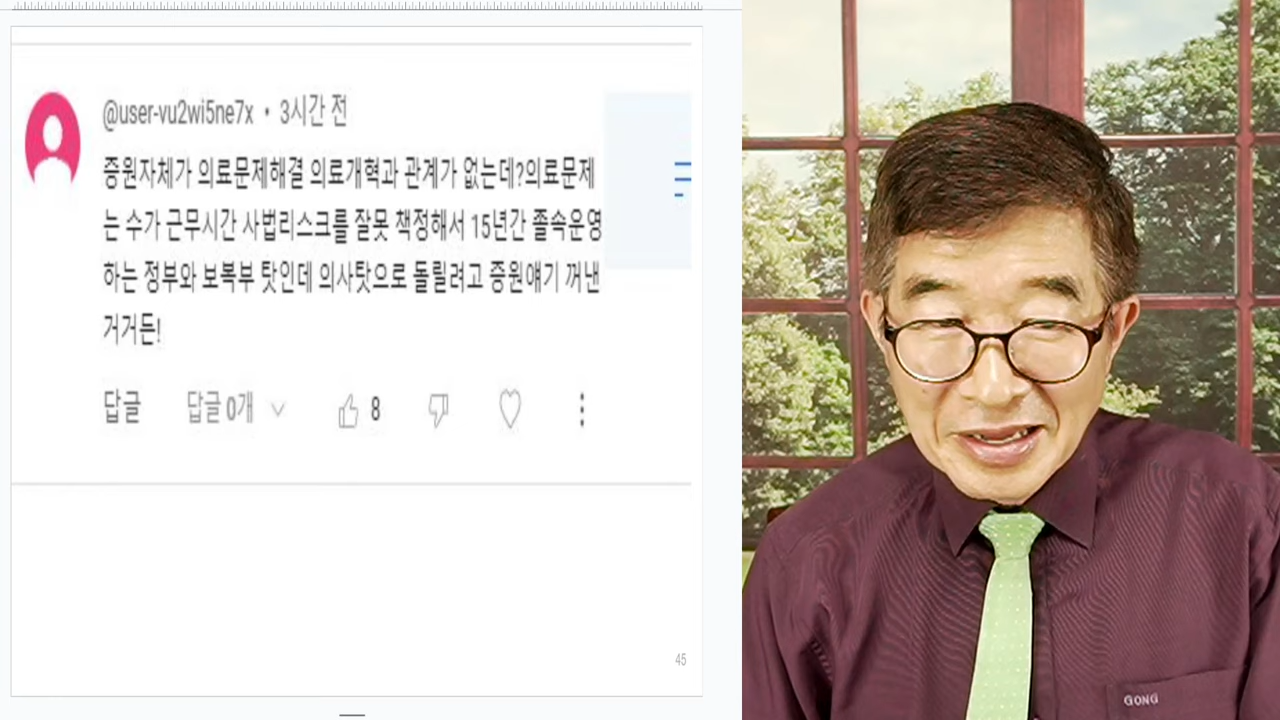 @user-vu2wi5ne7x • 3시간 전
증원자체가 의료문제해결 의료개혁과 관계가 없는데?의료문제
는 수가 근무시간 사법리스크를 잘못 책정해서 15년간 졸속운영
하는 정부와 보복부 탓인데 의사탓으로 돌릴려고 증원얘기 꺼낸
거거든!
답글 답글 0개 8
45
GONG